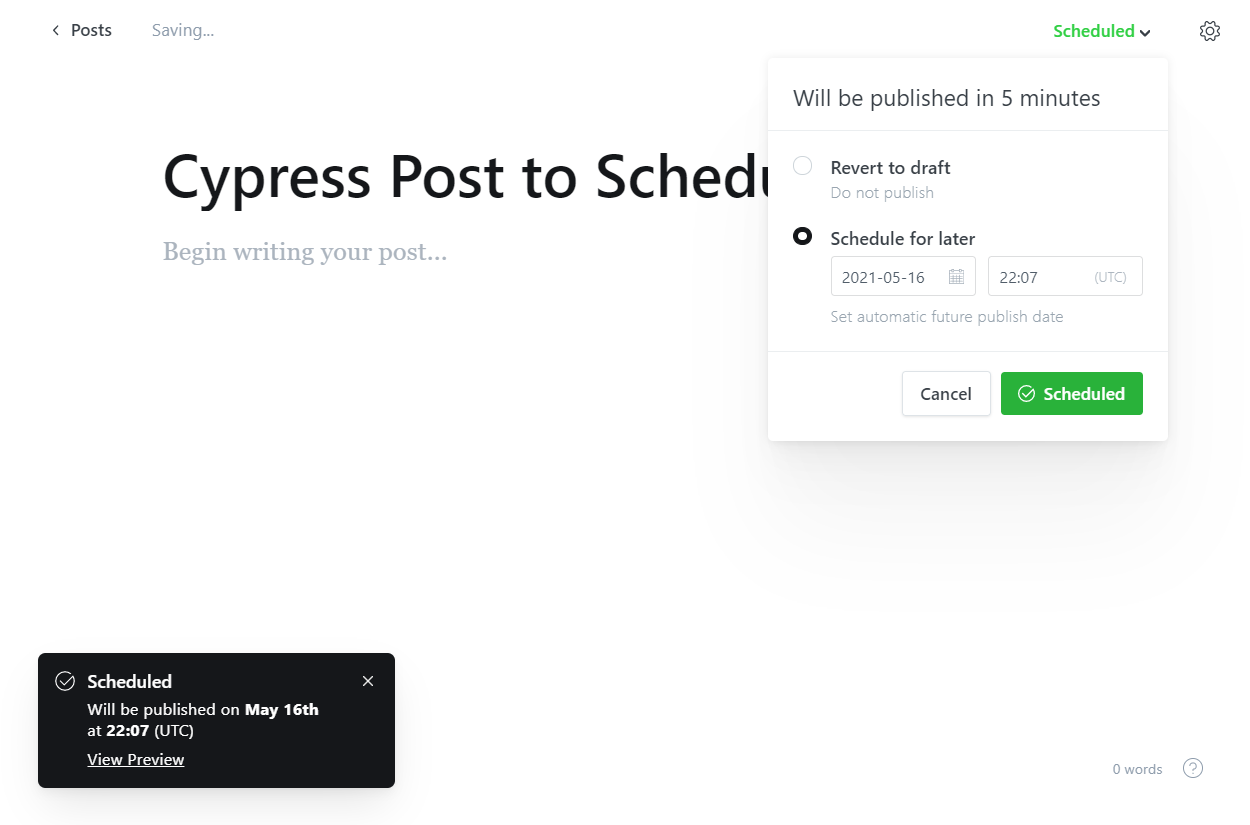 Posts
Saving...
Scheduled
Will be published in 5 minutes
Cypress Post to
Revert to draft
Do not publish
Begin writing your post...
Schedule for later
2021-05-16
22:07
(UTC)
Set automatic future publish date
Cancel
Scheduled
Scheduled
Will be published on May 16th
at 22:07 (UTC)
View Preview
0 words
?